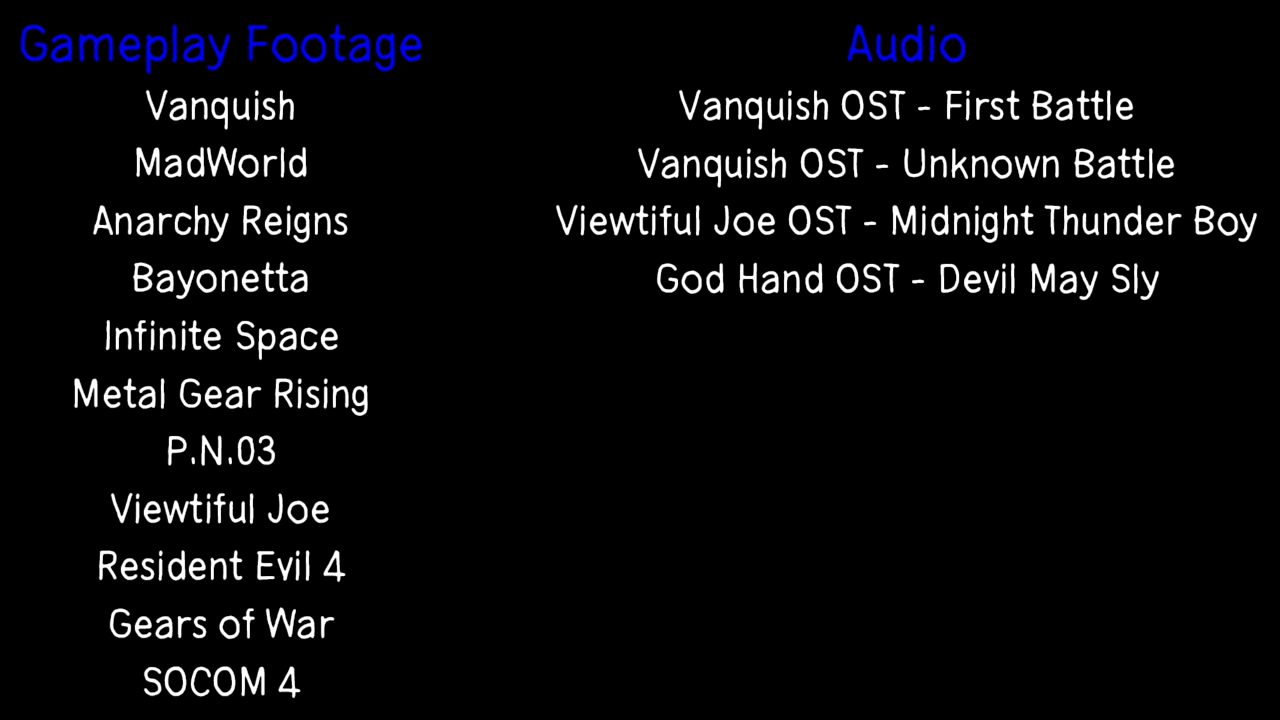 Gameplay Footage
Vanquish
MadWorld
Anarchy Reigns
Bayonetta
Infinite Space
Metal Gear Rising
P.N.03
Viewtiful Joe
Resident Evil 4
Gears of War
SOCOM 4
Audio
Vanquish OST - First Battle
Vanquish OST - Unknown Battle
Viewtiful Joe OST - Midnight Thunder Boy
God Hand OST - Devil May Sly